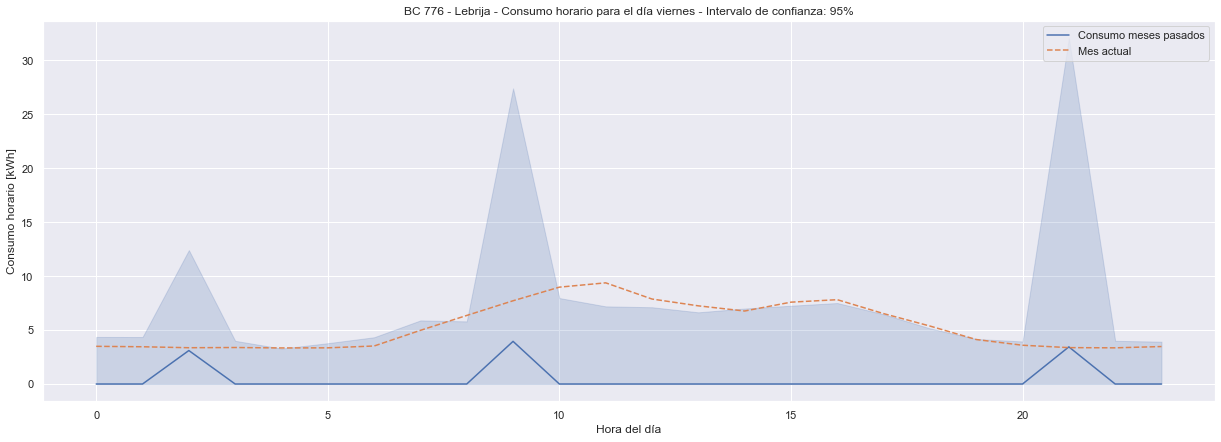 BC 776 - Lebrija - Consumo horario para el día viernes - Intervalo de confianza: 95%
Consumo meses pasados
Mes actual
Consumo horario [kWh]
30
25
20
15
10
5
0
0 5 10 15 20
Hora del día